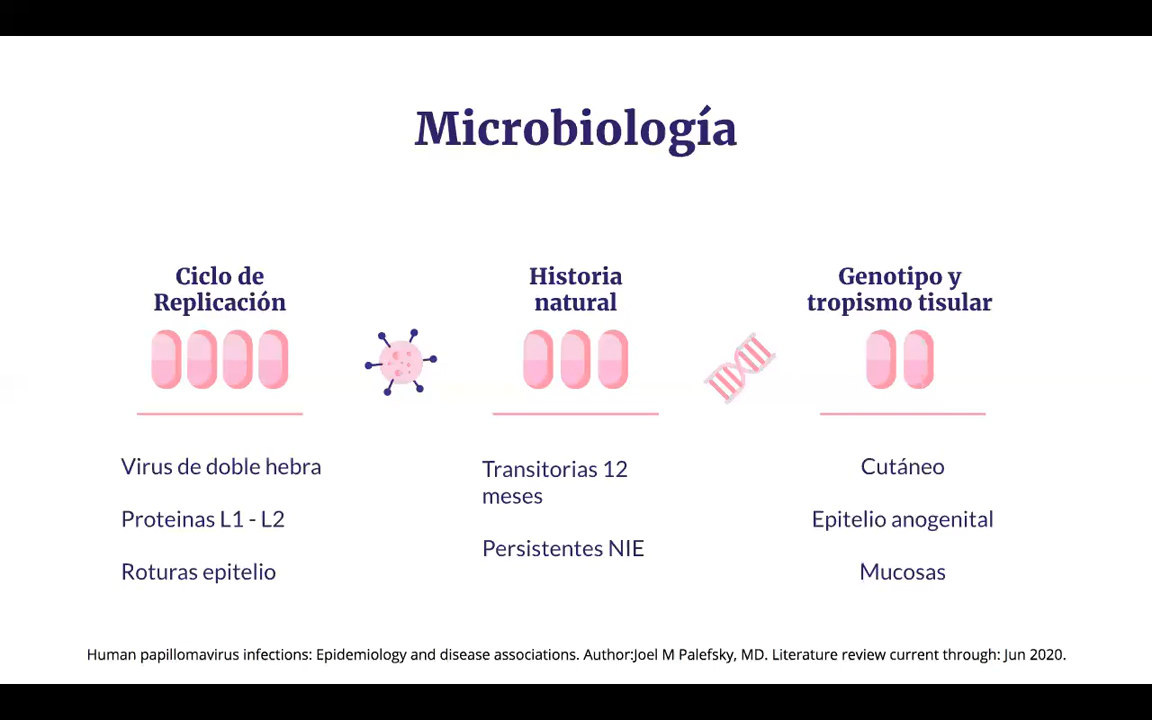 Microbiología
Ciclo de
Replicación
Virus de doble hebra
Proteinas L1 - L2
Roturas epitelio
Historia
natural
Transitorias 12
meses
Persistentes NIE
Genotipo y
tropismo tisular
Cutáneo
Epitelio anogenital
Mucosas
Human papillomavirus infections: Epidemiology and disease associations. Author:Joel M Palefsky, MD. Literature review current through: Jun 2020.